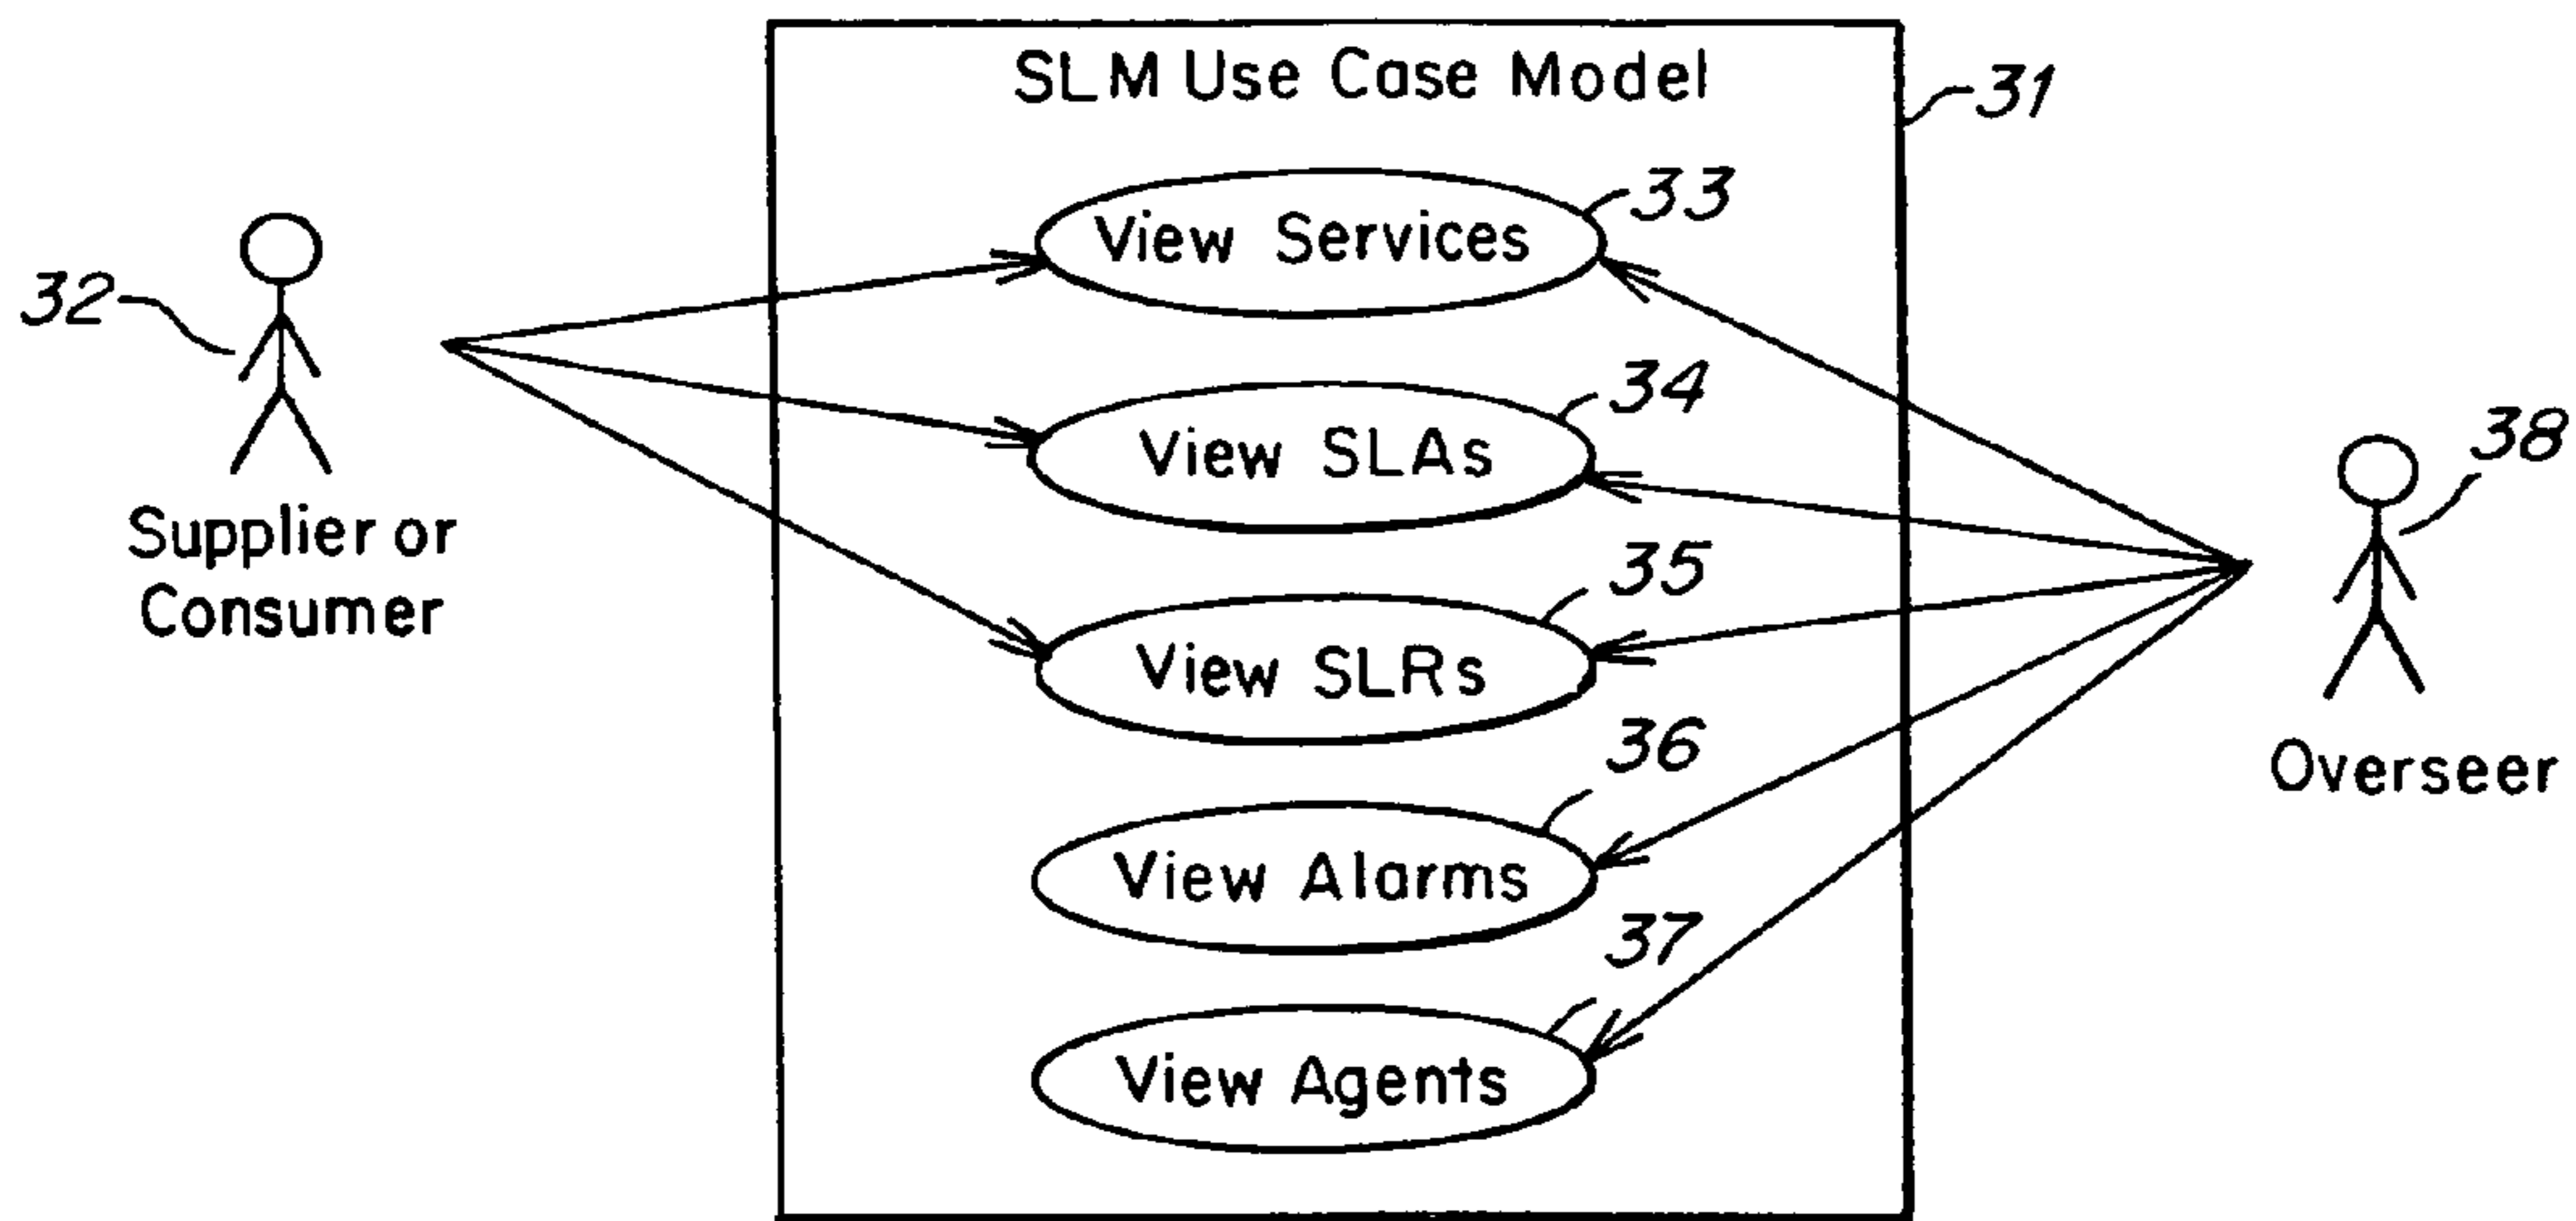 SLM Use Case Model
31
View Services
33
32
View SLAs
34
38
Supplier or
Consumer
View SLRs
35
36
Overseer
View Alarms
37
View Agents